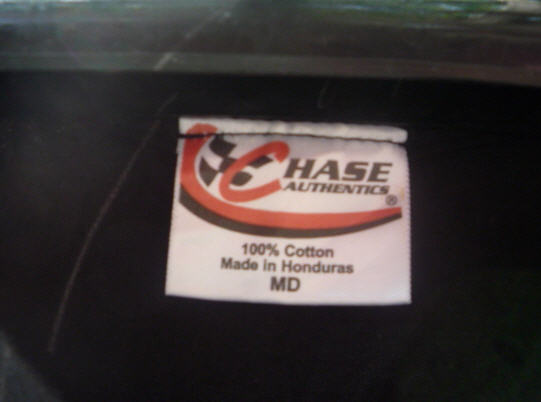 CHASE
AUTHENTICS®
100% Cotton
Made in Honduras
MD